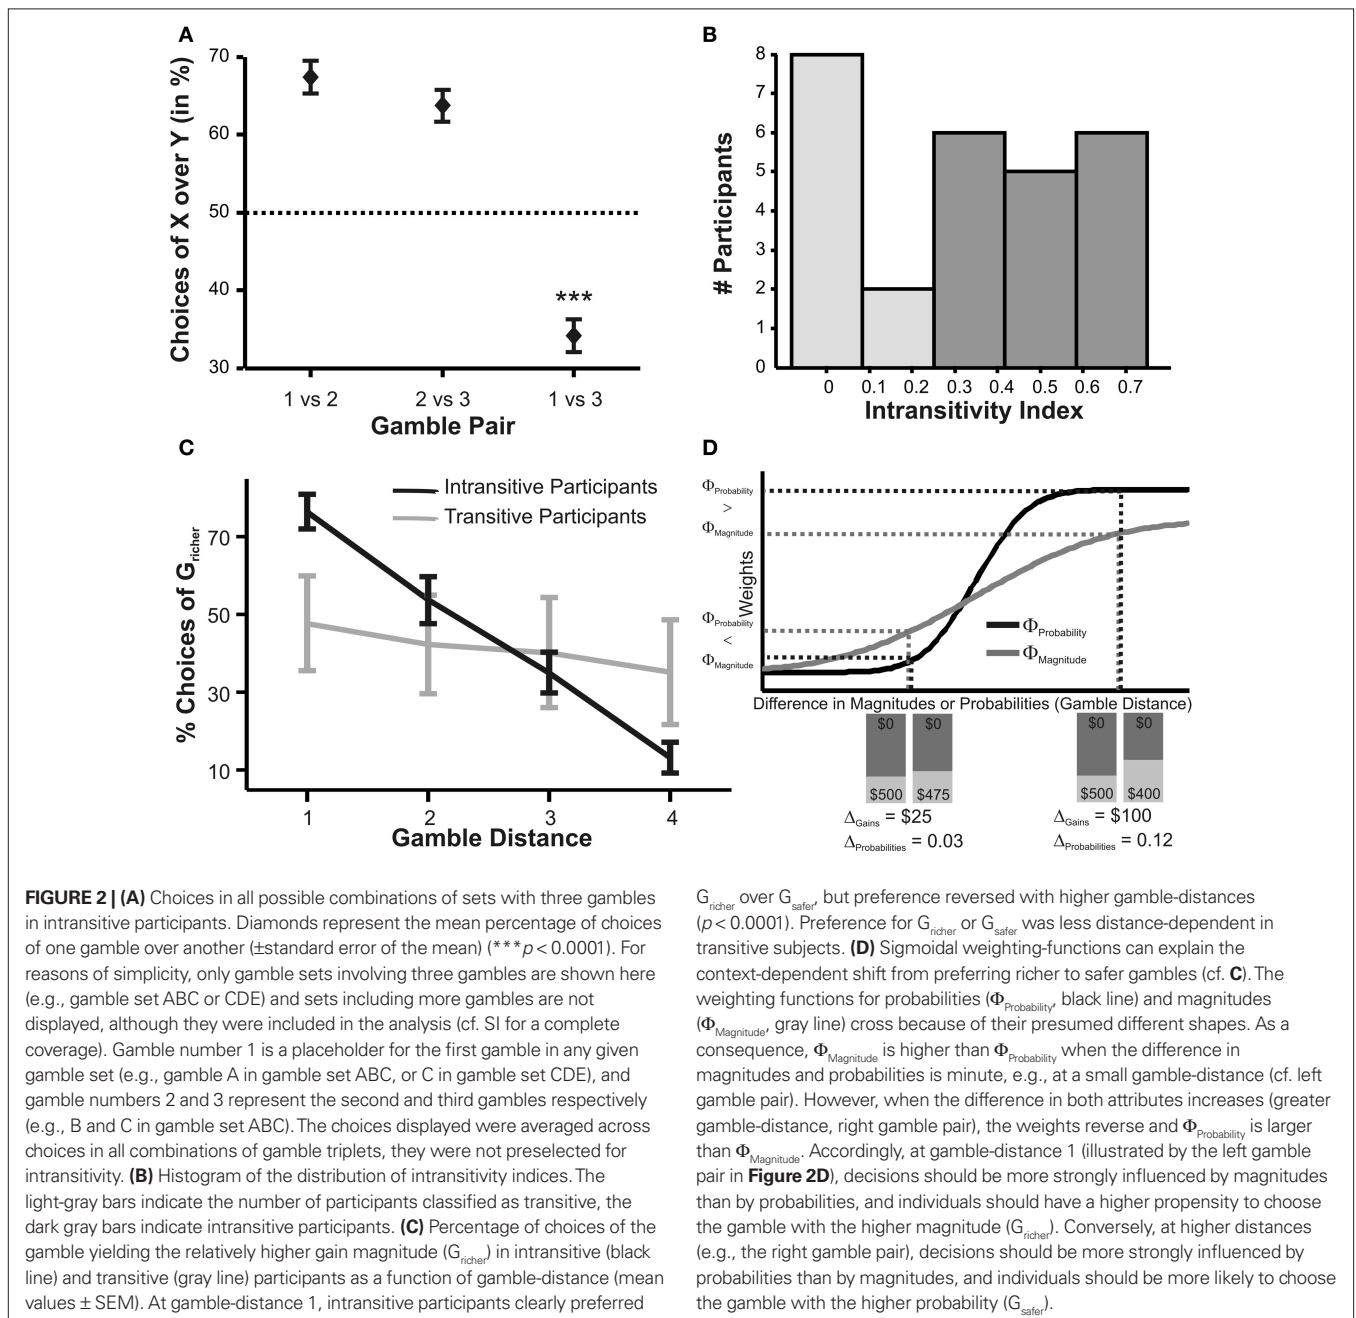 A
Choices of X over Y (in %)
70
60
50
40
30
***
1 vs 2
2 vs 3
1 vs 3
Gamble Pair
B
# Participants
8
7
6
5
4
3
2
1
0
0
0.1
0.2
0.3
0.4
0.5
0.6
0.7
Intransitivity Index
C
% Choices of Gricher
70
50
30
10
Intransitive Participants
Transitive Participants
1
2
3
4
Gamble Distance
D
ΦProbability
>
ΦMagnitude
Weights
ΦProbability
<
ΦMagnitude
ΦProbability
ΦMagnitude
Difference in Magnitudes or Probabilities (Gamble Distance)
$0 $0 $0 $0
$500 $475 $500 $400
ΔGains = $25 ΔGains = $100
ΔProbabilities = 0.03 ΔProbabilities = 0.12
FIGURE 2 | (A) Choices in all possible combinations of sets with three gambles
in intransitive participants. Diamonds represent the mean percentage of choices
of one gamble over another (±standard error of the mean) (***p < 0.0001). For
reasons of simplicity, only gamble sets involving three gambles are shown here
(e.g., gamble set ABC or CDE) and sets including more gambles are not
displayed, although they were included in the analysis (cf. SI for a complete
coverage). Gamble number 1 is a placeholder for the first gamble in any given
gamble set (e.g., gamble A in gamble set ABC, or C in gamble set CDE), and
gamble numbers 2 and 3 represent the second and third gambles respectively
(e.g., B and C in gamble set ABC). The choices displayed were averaged across
choices in all combinations of gamble triplets, they were not preselected for
intransitivity. (B) Histogram of the distribution of intransitivity indices. The
light-gray bars indicate the number of participants classified as transitive, the
dark gray bars indicate intransitive participants. (C) Percentage of choices of the
gamble yielding the relatively higher gain magnitude (Gricher) in intransitive (black
line) and transitive (gray line) participants as a function of gamble-distance (mean
values ± SEM). At gamble-distance 1, intransitive participants clearly preferred
Gricher over Gsafer, but preference reversed with higher gamble-distances
(p < 0.0001). Preference for Gricher or Gsafer was less distance-dependent in
transitive subjects. (D) Sigmoidal weighting-functions can explain the
context-dependent shift from preferring richer to safer gambles (cf. C). The
weighting functions for probabilities (ΦProbability, black line) and magnitudes
(ΦMagnitude, gray line) cross because of their presumed different shapes. As a
consequence, ΦMagnitude is higher than ΦProbability when the difference in
magnitudes and probabilities is minute, e.g., at a small gamble-distance (cf. left
gamble pair). However, when the difference in both attributes increases (greater
gamble-distance, right gamble pair), the weights reverse and ΦProbability is larger
than ΦMagnitude. Accordingly, at gamble-distance 1 (illustrated by the left gamble
pair in Figure 2D), decisions should be more strongly influenced by magnitudes
than by probabilities, and individuals should have a higher propensity to choose
the gamble with the higher magnitude (Gricher). Conversely, at higher distances
(e.g., the right gamble pair), decisions should be more strongly influenced by
probabilities than by magnitudes, and individuals should be more likely to choose
the gamble with the higher probability (Gsafer).